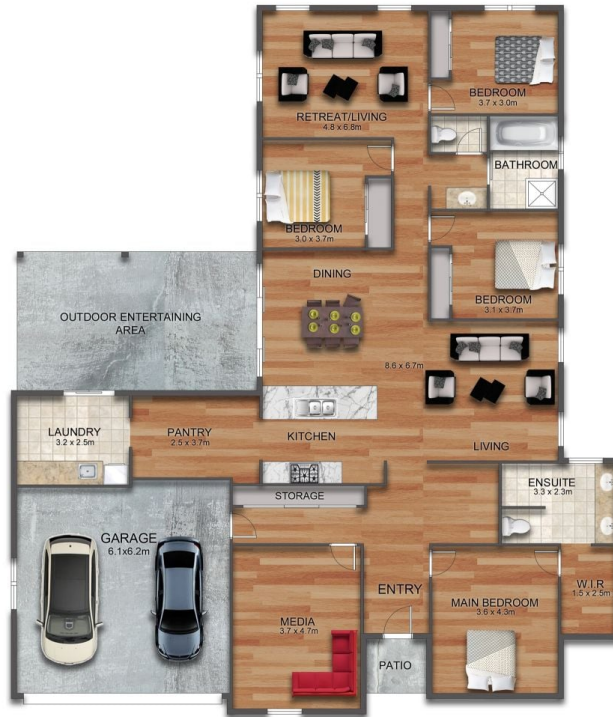 RETREAT/LIVING
4.8 x 6.8m
BEDROOM
3.7 x 3.0m
BATHROOM
BEDROOM
3.0 x 3.7m
BEDROOM
3.1 x 3.7m
DINING
OUTDOOR ENTERTAINING
AREA
8.6 x 6.7m
LAUNDRY
3.2 x 2.5m
PANTRY
2.5 x 3.7m
KITCHEN
LIVING
STORAGE
ENSUITE
3.3 x 2.3m
GARAGE
6.1x6.2m
ENTRY
W.I.R
1.5 x 2.5m
MAIN BEDROOM
3.6 x 4.3m
MEDIA
3.7 x 4.7m
PATIO